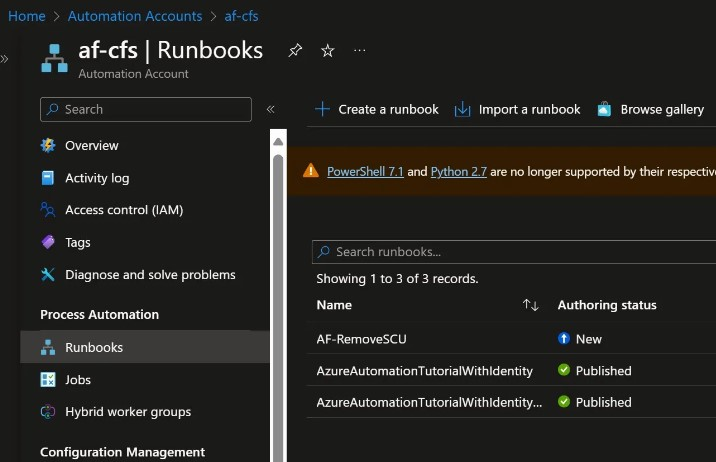 Home > Automation Accounts > af-cfs
af-cfs | Runbooks
Automation Account
Search
Overview
Activity log
Access control (IAM)
Tags
Diagnose and solve problems
Process Automation
Runbooks
Jobs
Hybrid worker groups
Configuration Management
Create a runbook Import a runbook Browse gallery
PowerShell 7.1 and Python 2.7 are no longer supported by their
Search runbooks...
Showing 1 to 3 of 3 records.
Name Authoring status
AF-RemoveSCU New
AzureAutomationTutorialWithIdentity Published
AzureAutomationTutorialWithIdentity... Published